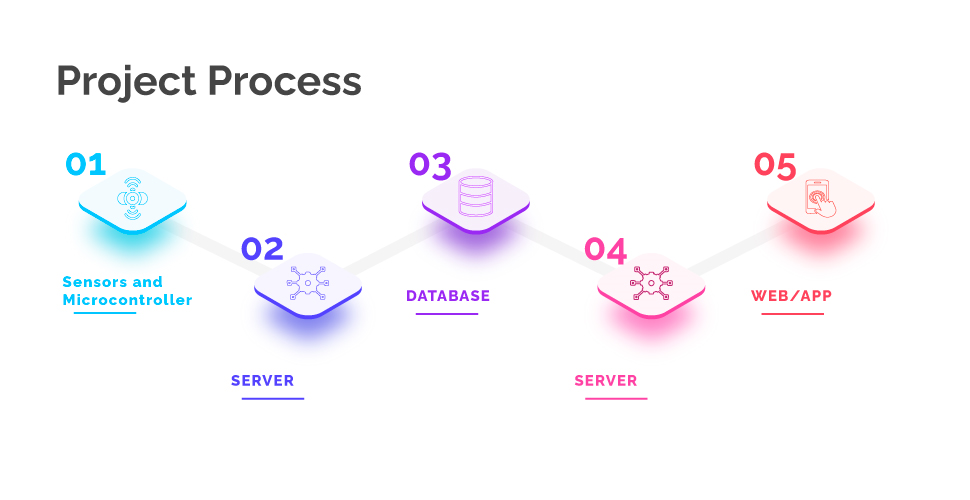 Project Process
01
Sensors and
Microcontroller
02
SERVER
03
DATABASE
04
SERVER
05
WEB/APP